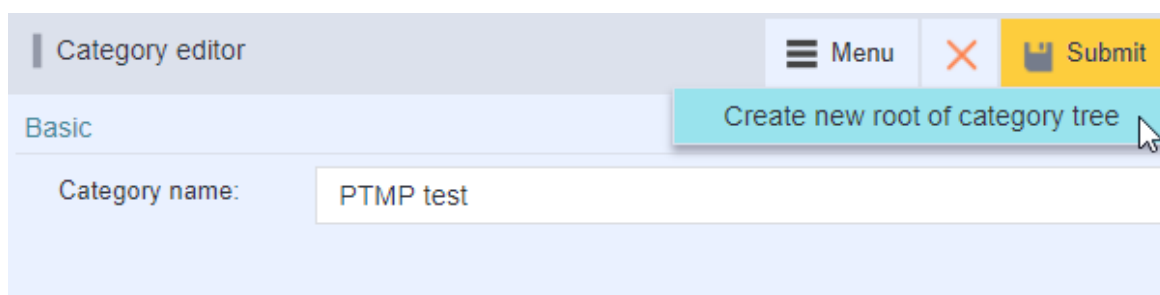 Category editor
Menu
Submit
Create new root of category tree
Basic
Category name:
PTMP test